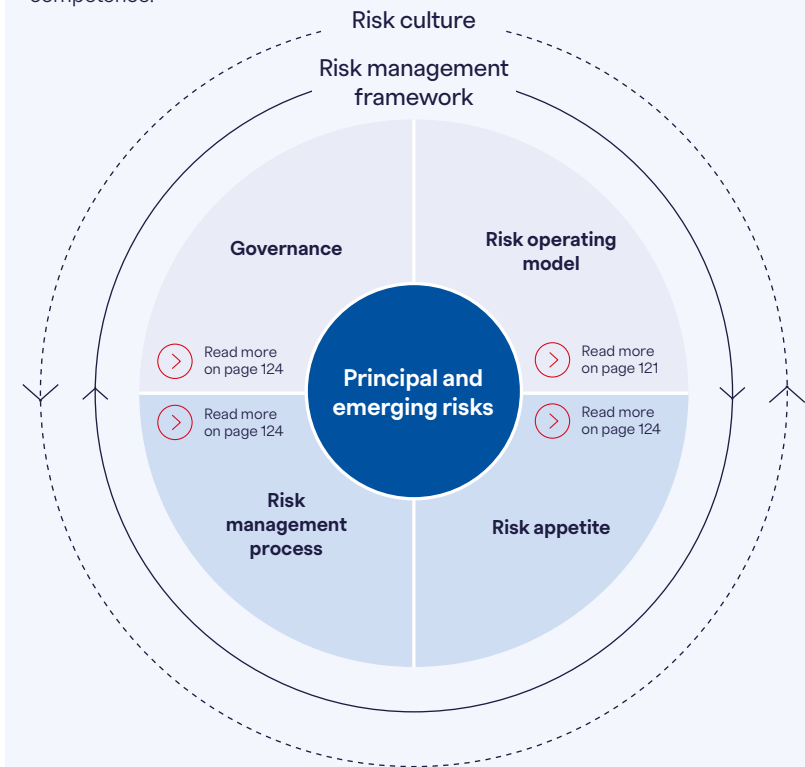 competence.
Risk culture
Risk management
framework
Governance
Risk operating
model
Read more
on page 124
Read more
on page 121
Principal and
emerging risks
Read more
on page 124
Read more
on page 124
Risk
management
process
Risk appetite